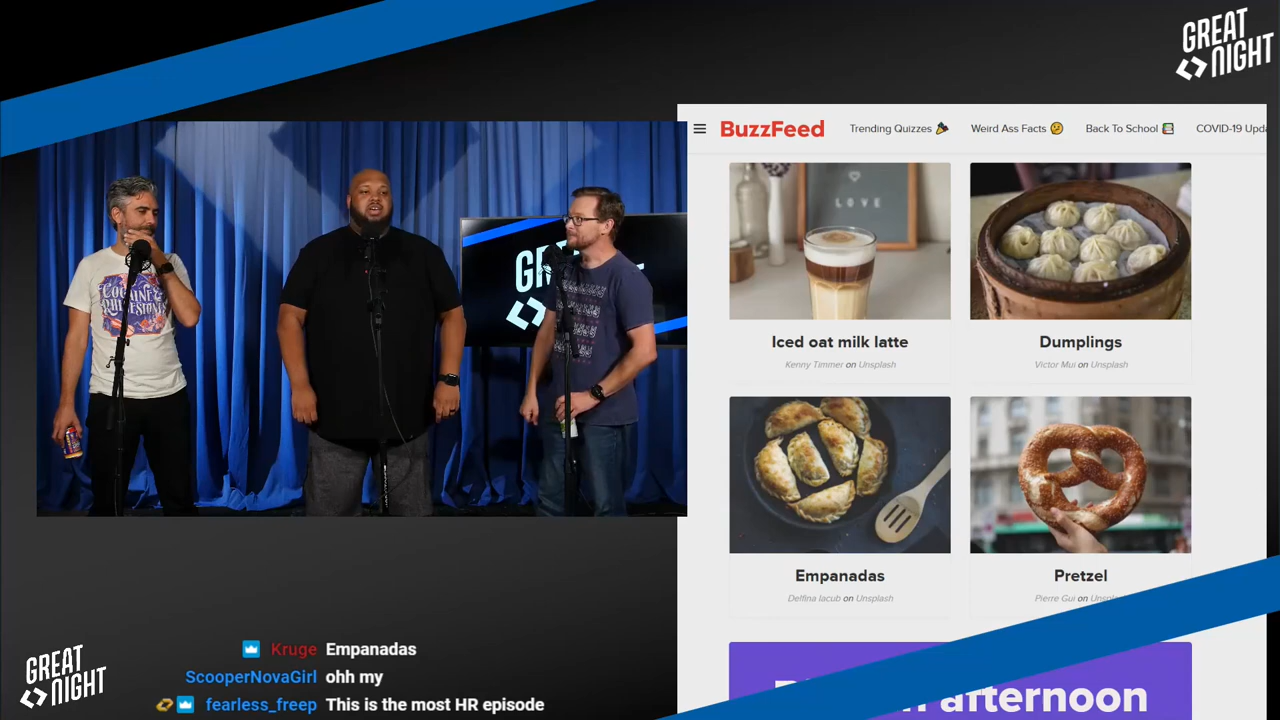 GREAT
NIGHT
BuzzFeed
Trending Quizzes
Weird Ass Facts
Back To School
COVID-19 Upda
LOVE
Iced oat milk latte
Kenny Timmer on Unsplash
Dumplings
Victor Mui on Unsplash
Empanadas
Delfina Iacub on Unsplash
Pretzel
Pierre Gui on
afternoon
COCAINE &
RHINESTONES
GREAT
NIGHT
Kruge Empanadas
ScooperNovaGirl ohh my
fearless_freep This is the most HR episode